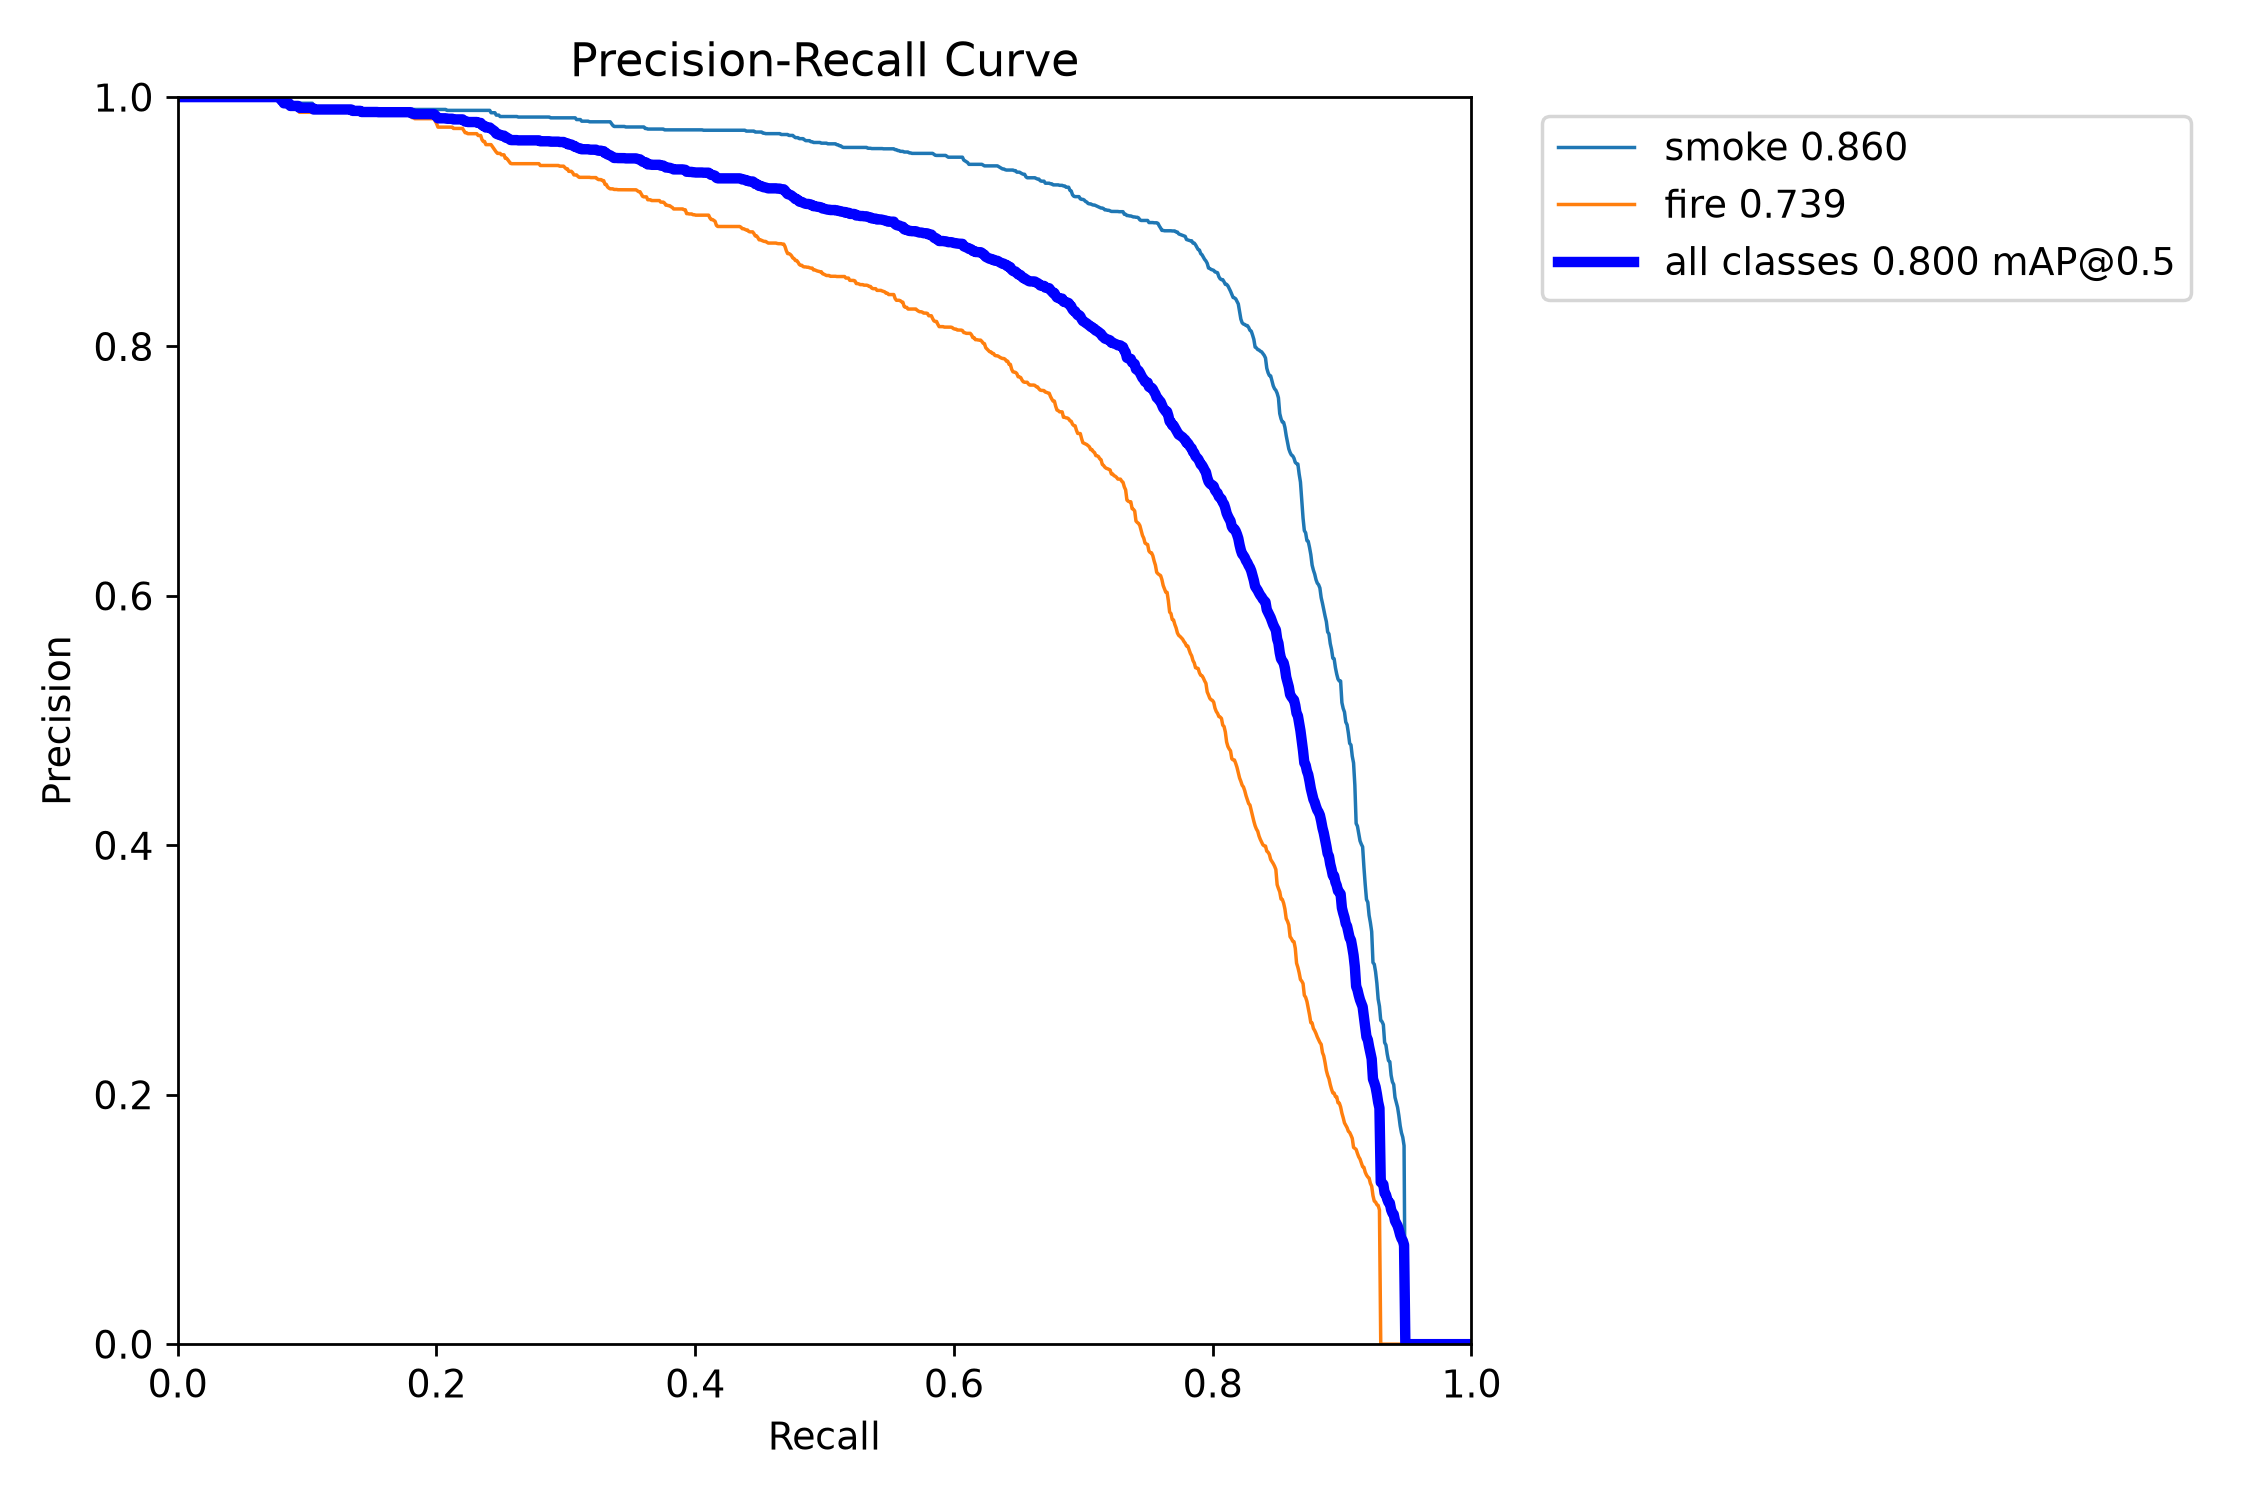 Precision-Recall Curve
1.0
0.8
0.6
0.4
0.2
0.0
Precision
0.0 0.2 0.4 0.6 0.8 1.0
Recall
smoke 0.860
fire 0.739
all classes 0.800 mAP@0.5